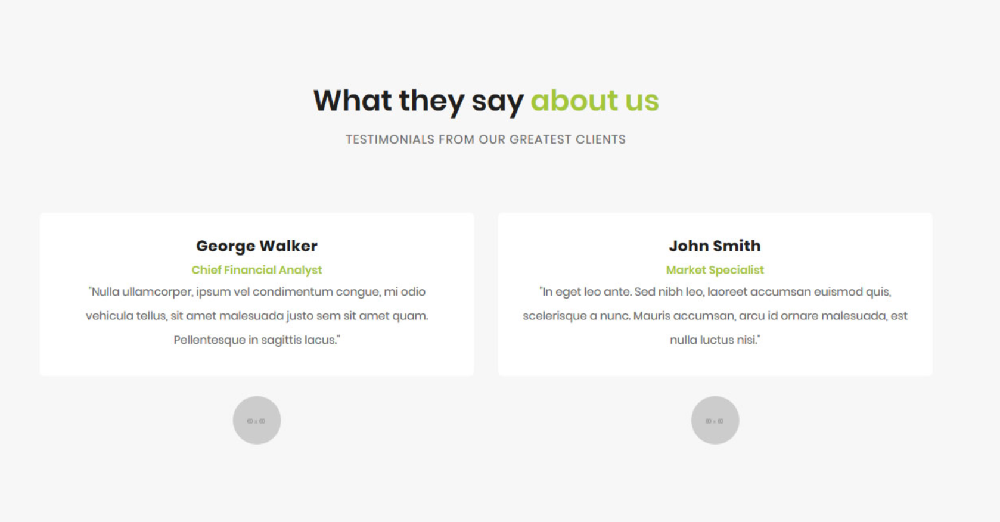 What they say about us
TESTIMONIALS FROM OUR GREATEST CLIENTS
George Walker
Chief Financial Analyst
"Nulla ullamcorper, ipsum vel condimentum congue, mi odio
vehicula tellus, sit amet malesuada justo sem sit amet quam.
Pellentesque in sagittis lacus."
60 x 60
John Smith
Market Specialist
"In eget leo ante. Sed nibh leo, laoreet accumsan euismod quis,
scelerisque a nunc. Mauris accumsan, arcu id ornare malesuada, est
nulla luctus nisi."
60 x 60